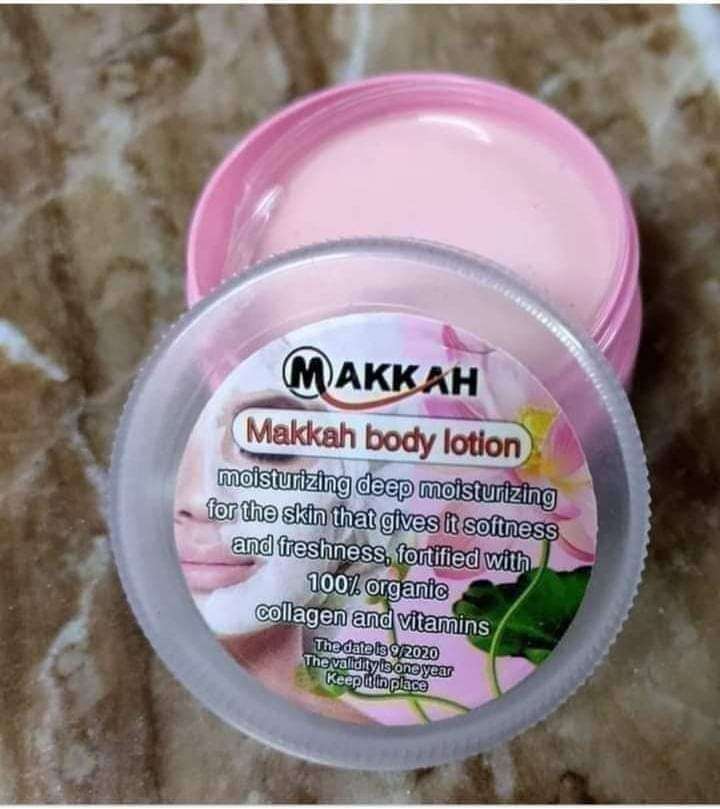 MAKKAH
Makkah body lotion
moisturizing deep moisturizing
for the skin that gives it softness
and freshness, fortified with
100% organic
collagen and vitamins
The date is 9/2020
The validity is one year
Keep it in place